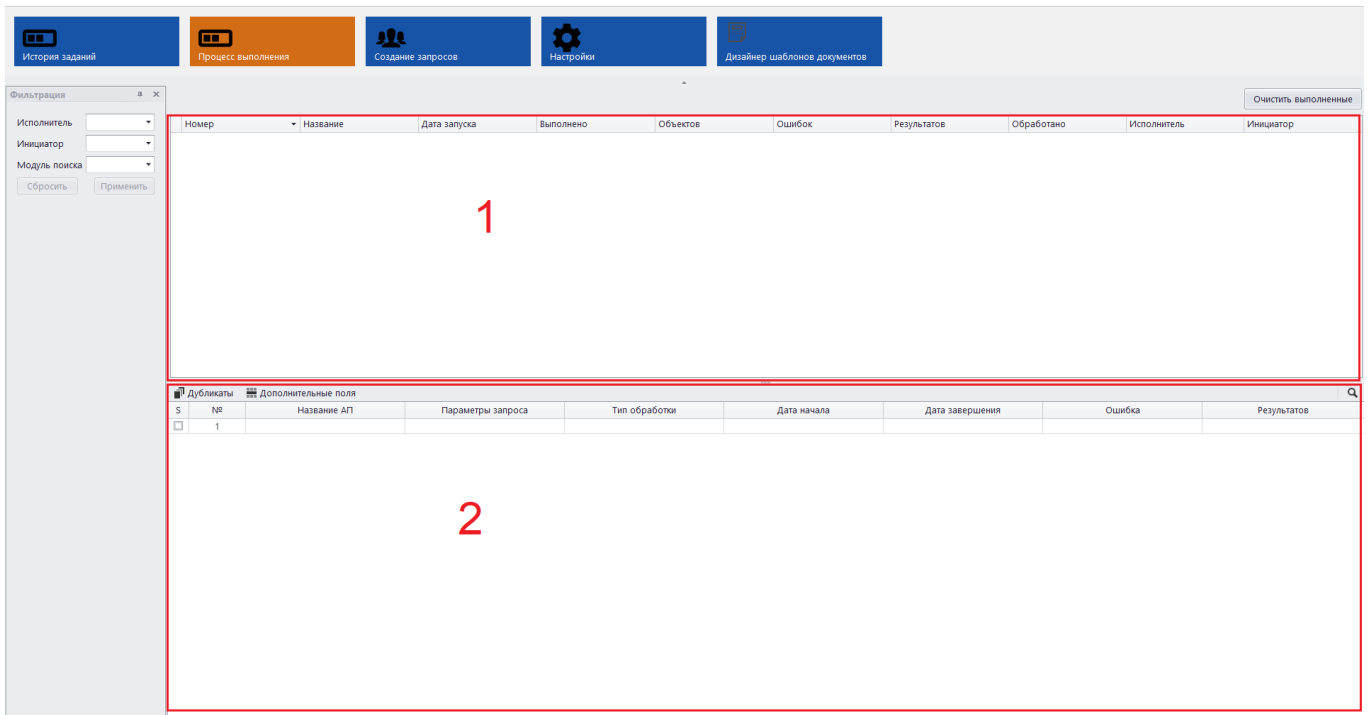 История заданий
Процесс выполнения
Создание запросов
Настройки
Дизайнер шаблонов документов
Фильтрация
Очистить выполненные
Исполнитель
Инициатор
Модуль поиска
Сбросить Применить
Номер Название Дата запуска Выполнено Объектов Ошибок Результатов Обработано Исполнитель Инициатор
1
Дубликаты Дополнительные поля
S № Название АП Параметры запроса Тип обработки Дата начала Дата завершения Ошибка Результатов
1
2